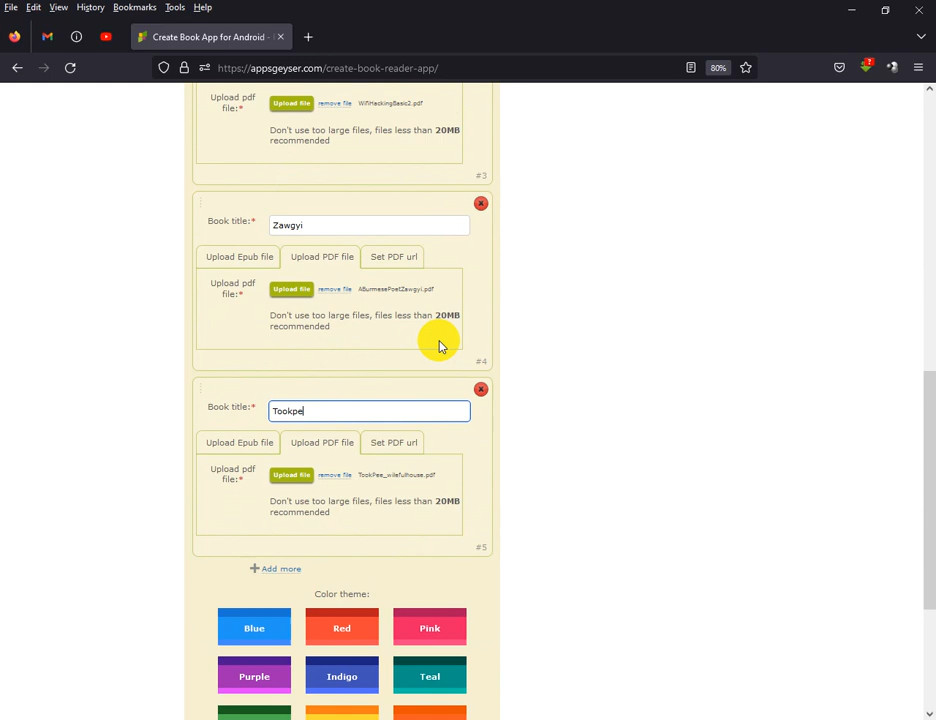 File Edit View History Bookmarks Tools Help
Create Book App for Android -
https://appsgeyser.com/create-book-reader-app/
80%
Upload pdf file:*
Upload file remove file WifiHackingBasic2.pdf
Don't use too large files, files less than 20MB
recommended
#3
Book title:* Zawgyi
Upload Epub file Upload PDF file Set PDF url
Upload pdf file:*
Upload file remove file ABurmesePoetZawgyi.pdf
Don't use too large files, files less than 20MB
recommended
#4
Book title:* Tookpe
Upload Epub file Upload PDF file Set PDF url
Upload pdf file:*
Upload file remove file TookPea_wilefulhouse.pdf
Don't use too large files, files less than 20MB
recommended
#5
Add more
Color theme:
Blue Red Pink
Purple Indigo Teal